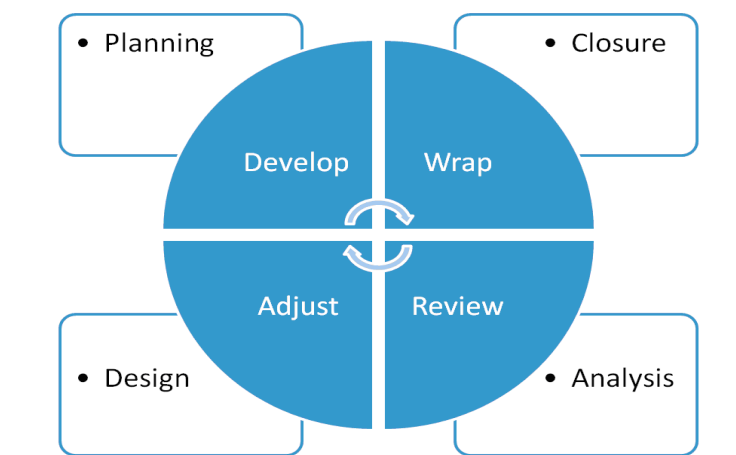 • Planning
• Closure
Develop
Wrap
Adjust
Review
• Design
• Analysis